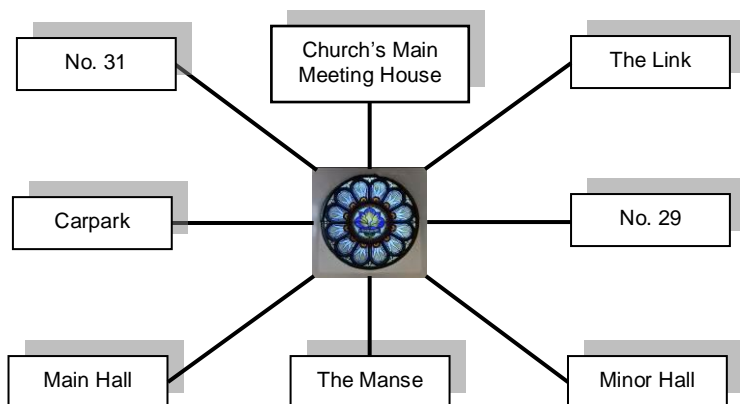 No. 31
Church’s Main
Meeting House
The Link
Carpark
No. 29
Main Hall
The Manse
Minor Hall